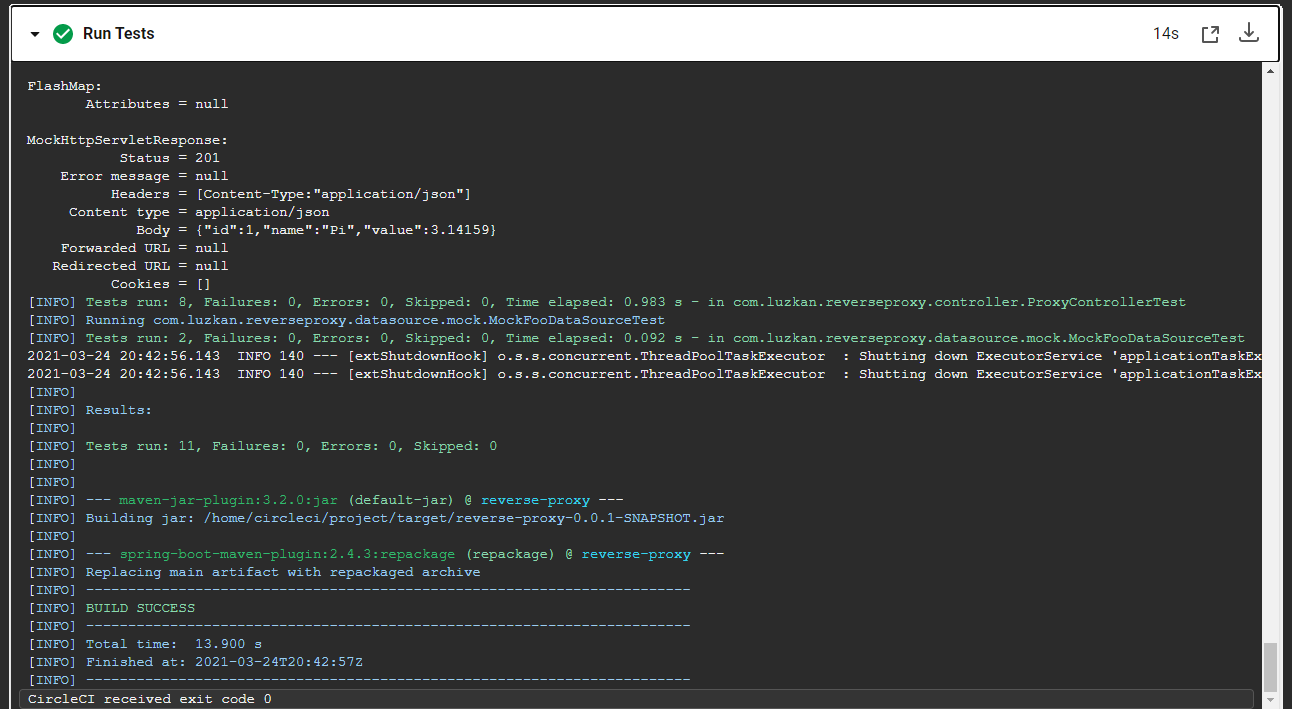 Run Tests 14s
FlashMap:
Attributes = null
MockHttpServletResponse:
Status = 201
Error message = null
Headers = [Content-Type:"application/json"]
Content type = application/json
Body = {"id":1,"name":"Pi","value":3.14159}
Forwarded URL = null
Redirected URL = null
Cookies = []
[INFO] Tests run: 8, Failures: 0, Errors: 0, Skipped: 0, Time elapsed: 0.983 s - in com.luzkan.reverseproxy.controller.ProxyControllerTest
[INFO] Running com.luzkan.reverseproxy.datasource.mock.MockFooDataSourceTest
[INFO] Tests run: 2, Failures: 0, Errors: 0, Skipped: 0, Time elapsed: 0.092 s - in com.luzkan.reverseproxy.datasource.mock.MockFooDataSourceTest
2021-03-24 20:42:56.143  INFO 140 --- [extShutdownHook] o.s.s.concurrent.ThreadPoolTaskExecutor  : Shutting down ExecutorService 'applicationTaskEx
2021-03-24 20:42:56.143  INFO 140 --- [extShutdownHook] o.s.s.concurrent.ThreadPoolTaskExecutor  : Shutting down ExecutorService 'applicationTaskEx
[INFO]
[INFO] Results:
[INFO]
[INFO] Tests run: 11, Failures: 0, Errors: 0, Skipped: 0
[INFO]
[INFO]
[INFO] --- maven-jar-plugin:3.2.0:jar (default-jar) @ reverse-proxy ---
[INFO] Building jar: /home/circleci/project/target/reverse-proxy-0.0.1-SNAPSHOT.jar
[INFO]
[INFO] --- spring-boot-maven-plugin:2.4.3:repackage (repackage) @ reverse-proxy ---
[INFO] Replacing main artifact with repackaged archive
[INFO] ------------------------------------------------------------------------
[INFO] BUILD SUCCESS
[INFO] ------------------------------------------------------------------------
[INFO] Total time:  13.900 s
[INFO] Finished at: 2021-03-24T20:42:57Z
[INFO] ------------------------------------------------------------------------
CircleCI received exit code 0